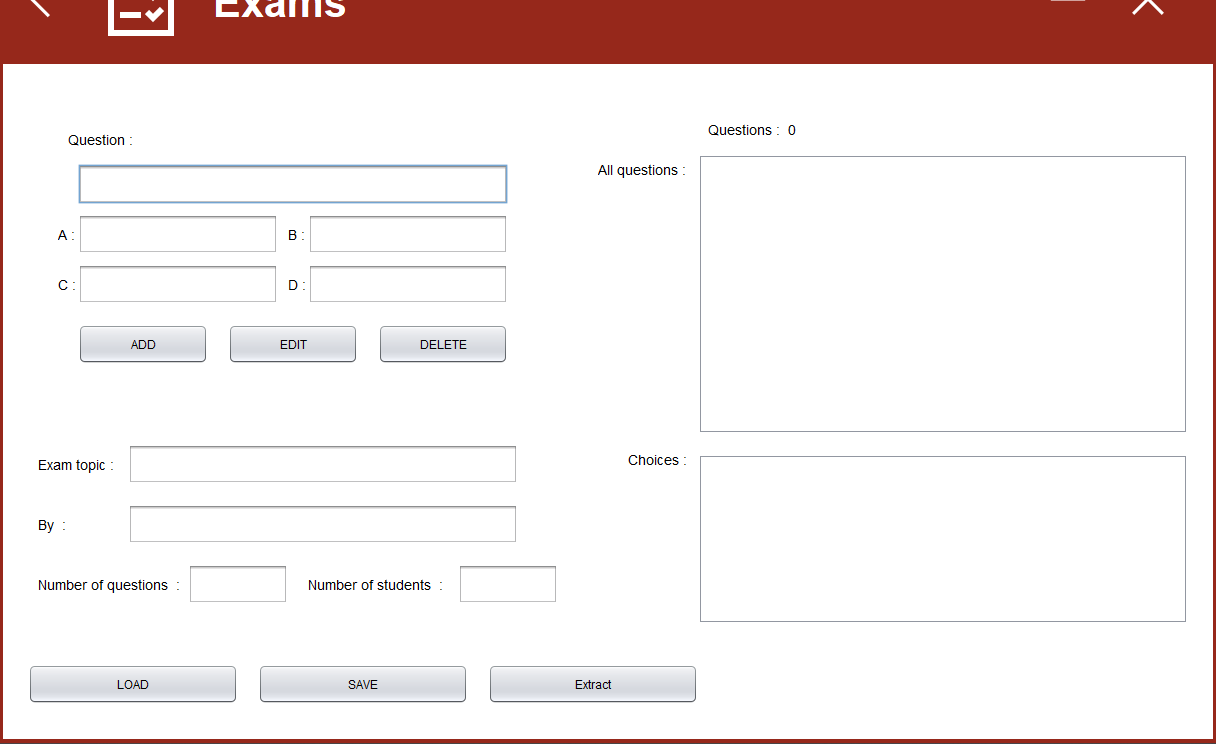 Exams
Question :
Questions : 0
All questions :
A :
B :
C :
D :
ADD
EDIT
DELETE
Exam topic :
Choices :
By :
Number of questions :
Number of students :
LOAD
SAVE
Extract